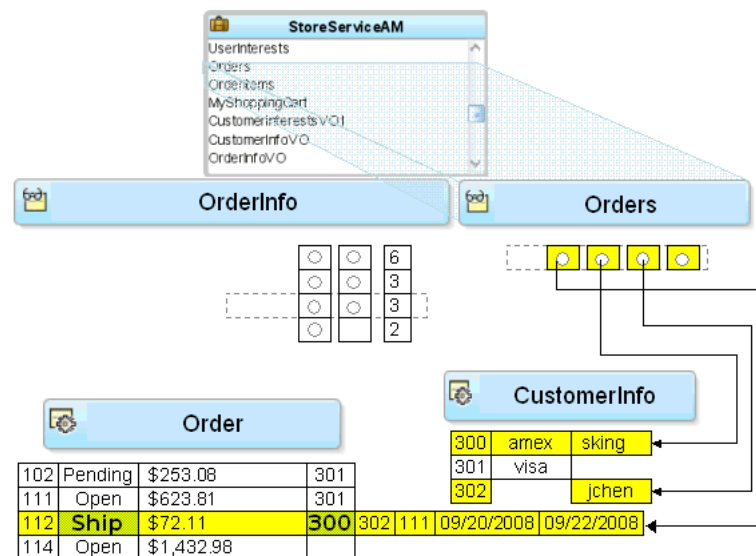 StoreServiceAM
UserInterests
Orders
OrderItems
MyShoppingCart
CustomerInterestsVO1
CustomerInfoVO
OrderInfoVO
OrderInfo
Orders
6
3
3
2
CustomerInfo
300 amex sking
301 visa
302 jchen
Order
102 Pending $253.08 301
111 Open $623.81 301
112 Ship $72.11 300 302 111 09/20/2008 09/22/2008
114 Open $1,432.98